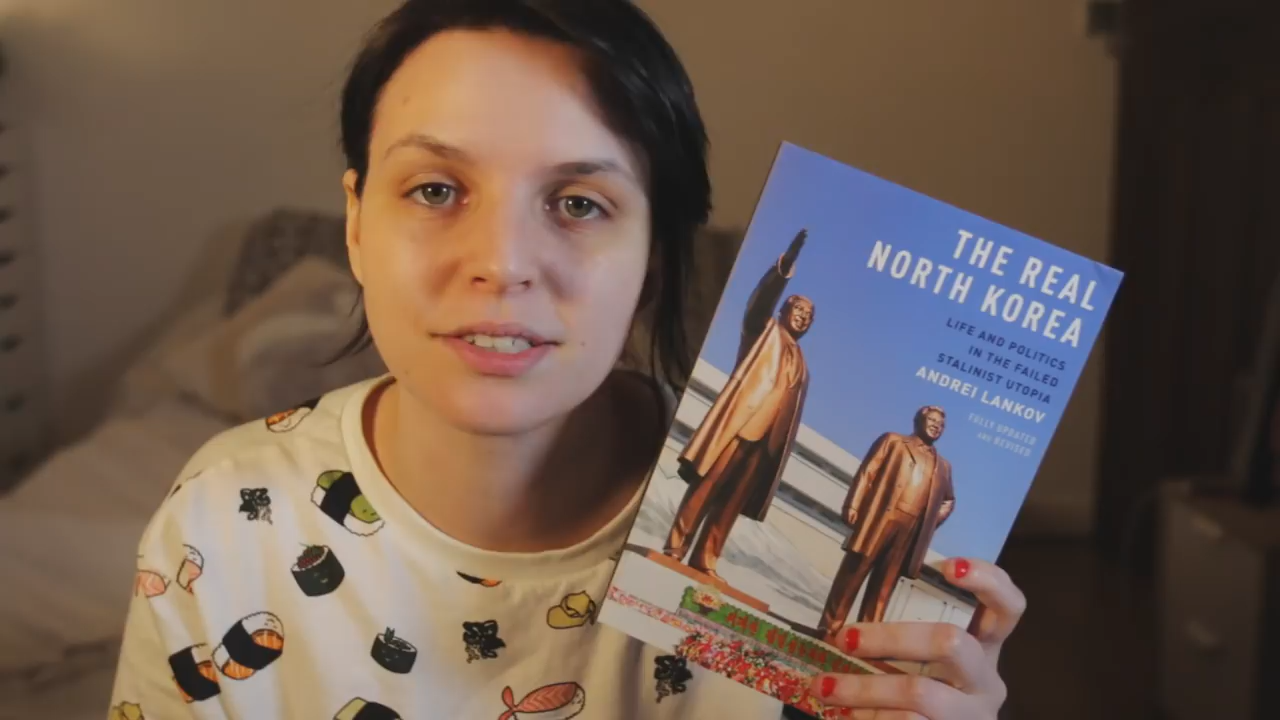 THE REAL
NORTH KOREA
LIFE AND POLITICS
IN THE FAILED
STALINIST UTOPIA
ANDREI LANKOV
FULLY UPDATED
AND REVISED